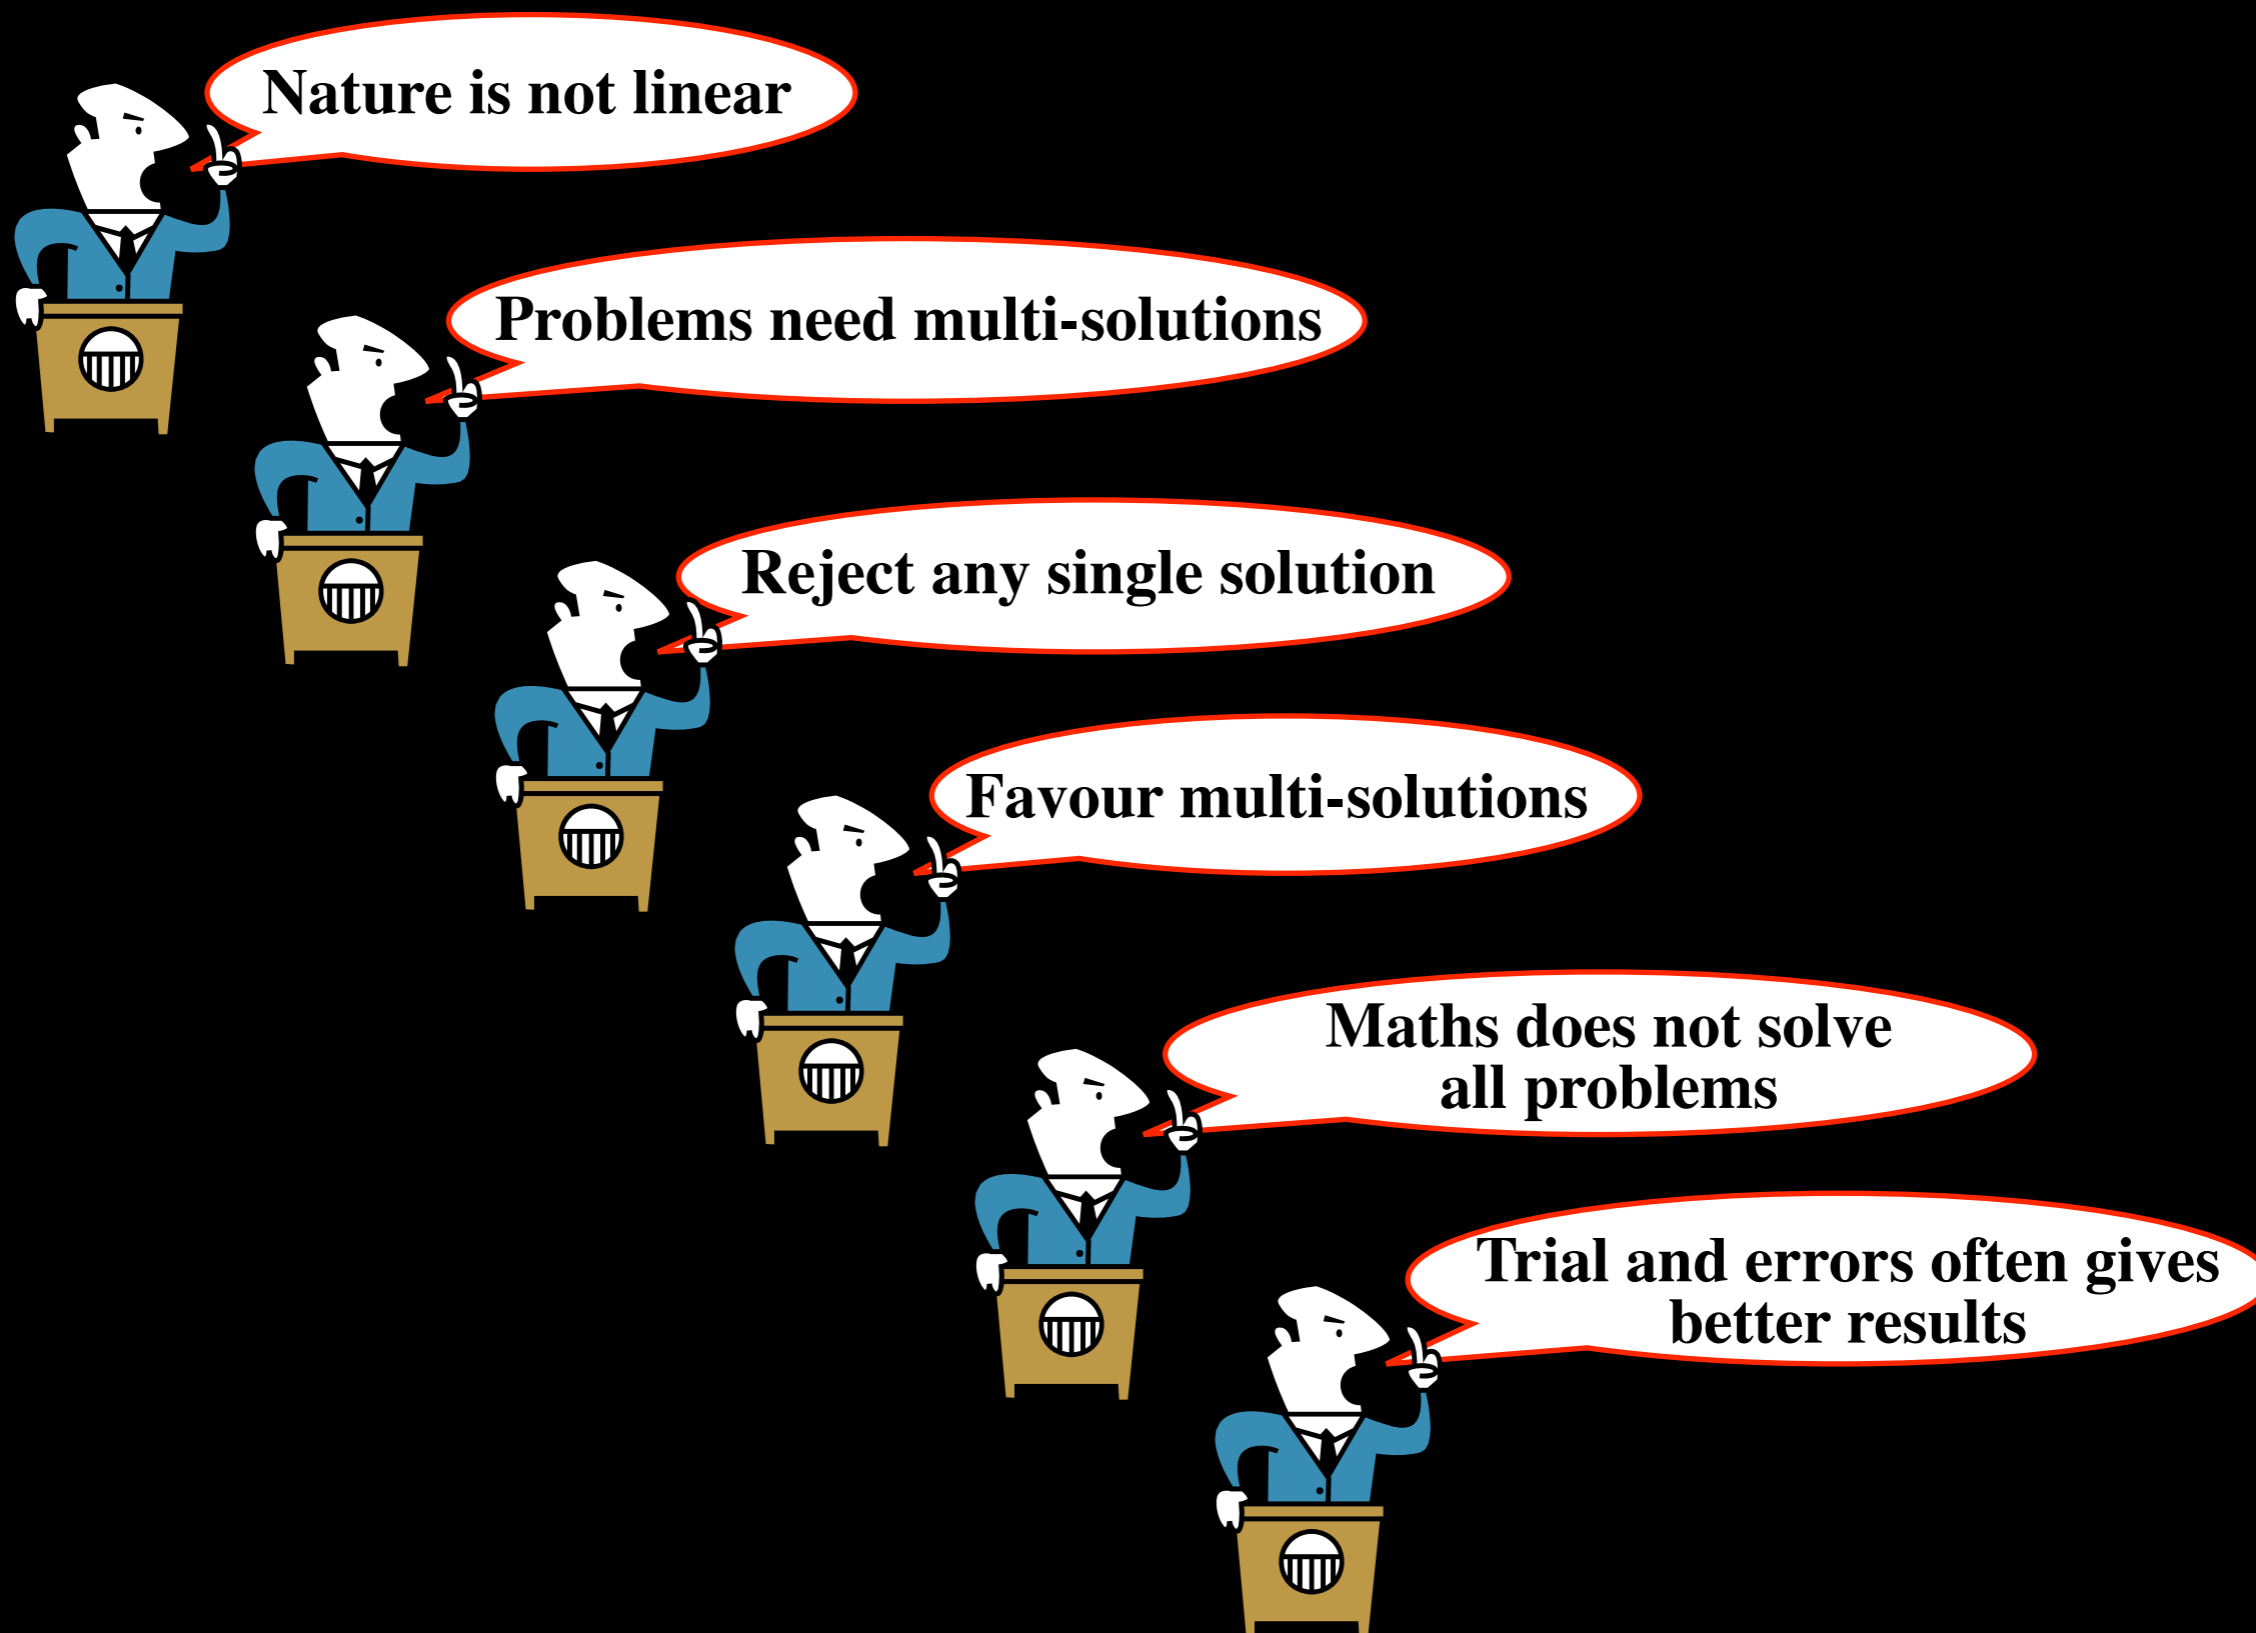 Nature is not linear
Problems need multi-solutions
Reject any single solution
Favour multi-solutions
Maths does not solve
all problems
Trial and errors often gives
better results